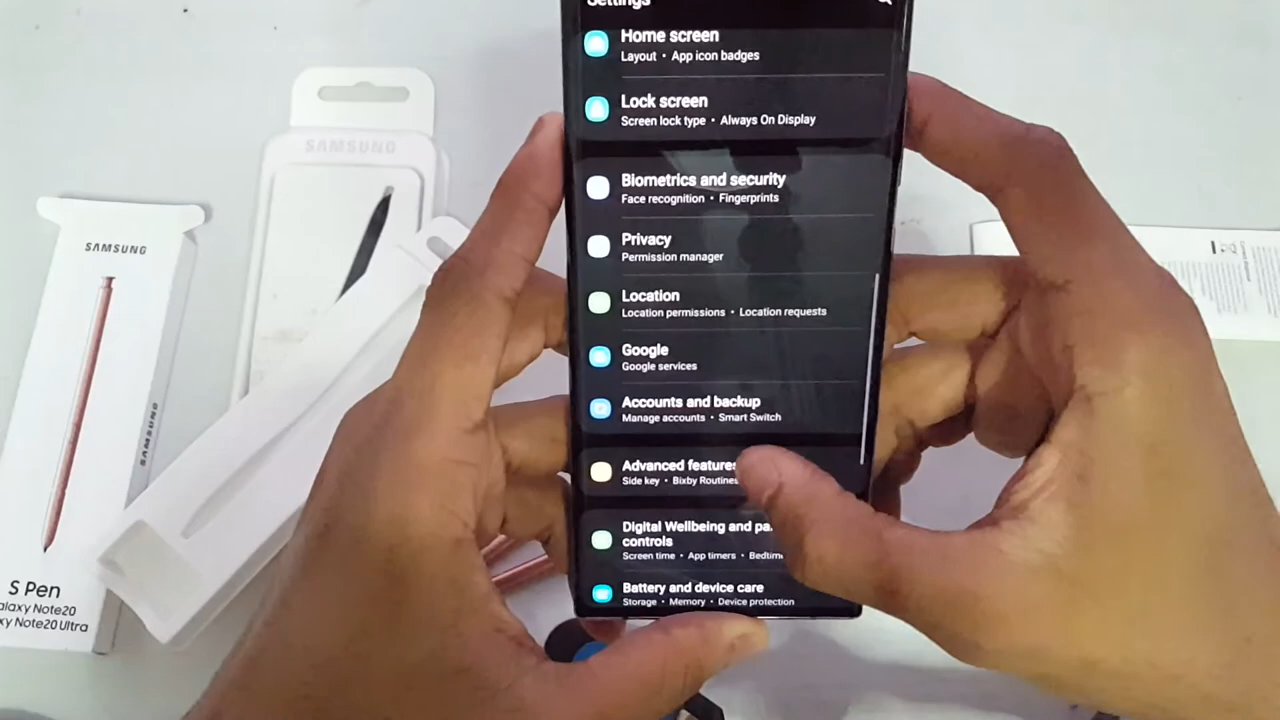 Settings
Home screen
Layout • App icon badges
Lock screen
Screen lock type • Always On Display
Biometrics and security
Face recognition • Fingerprints
Privacy
Permission manager
Location
Location permissions • Location requests
Google
Google services
Accounts and backup
Manage accounts • Smart Switch
Advanced features
Side key • Bixby Routines
Digital Wellbeing and pa
controls
Screen time • App timers • Bedtim
Battery and device care
Storage • Memory • Device protection
SAMSUNG
SAMSUNG
SAMSUNG
S Pen
alaxy Note20
xy Note20 Ultra